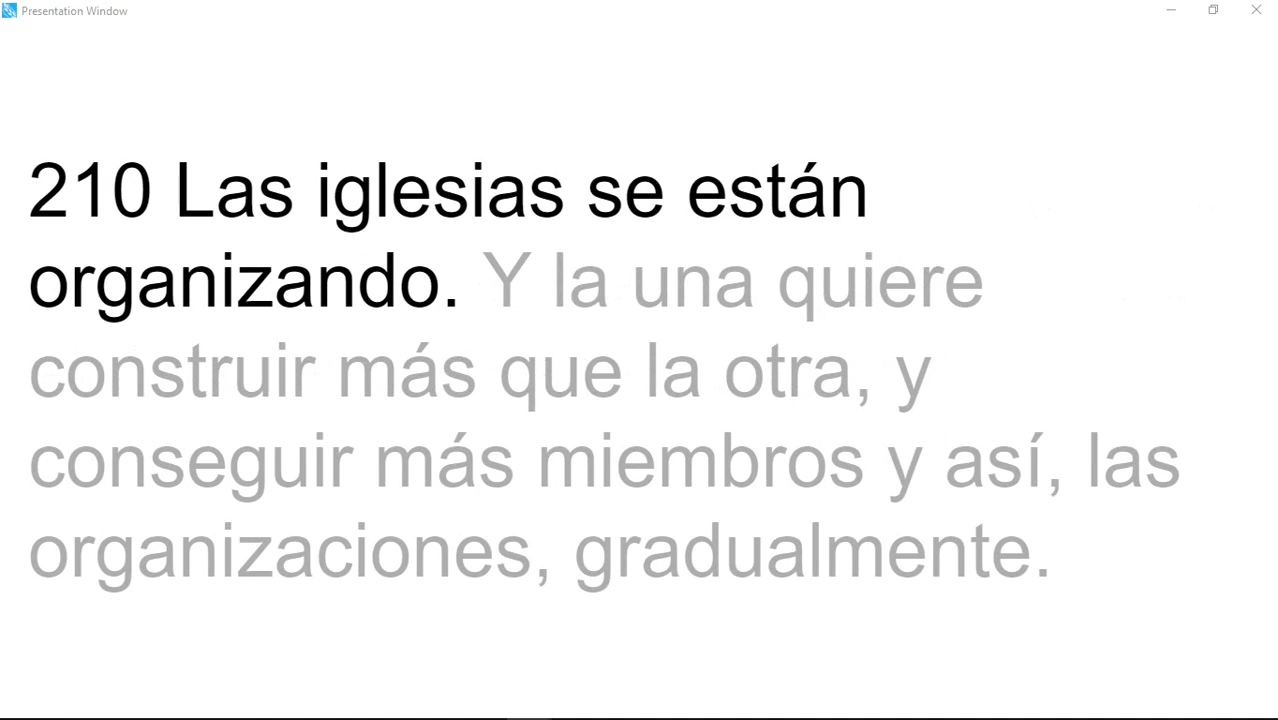 Presentation Window
210 Las iglesias se están
organizando. Y la una quiere
construir más que la otra, y
conseguir más miembros y así, las
organizaciones, gradualmente.